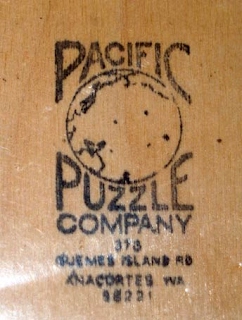 PACIFIC
PUZZLE
COMPANY
378
GUEMES ISLAND RD
ANACORTES WA
98221